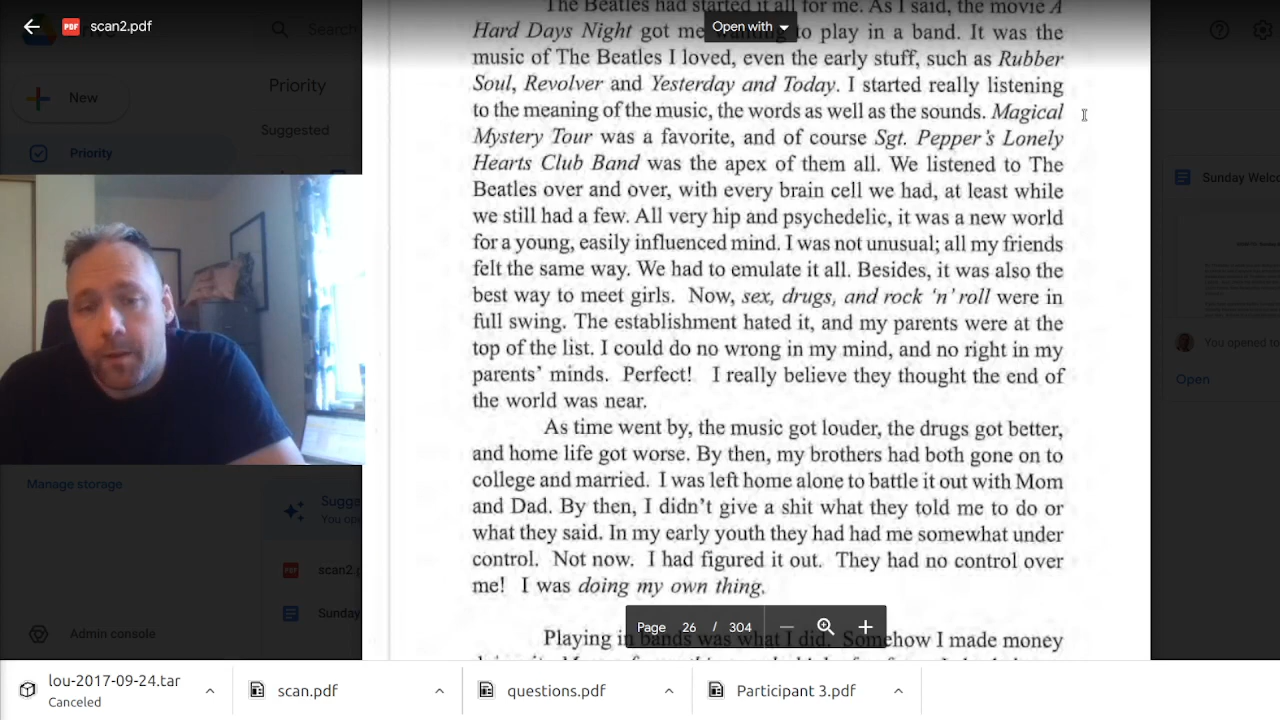 scan2.pdf
Open with
Search
New
Priority
Priority
Suggested
The Beatles had started it all for me. As I said, the movie A
Hard Days Night got me wanting to play in a band. It was the
music of The Beatles I loved, even the early stuff, such as Rubber
Soul, Revolver and Yesterday and Today. I started really listening
to the meaning of the music, the words as well as the sounds. Magical
Mystery Tour was a favorite, and of course Sgt. Pepper's Lonely
Hearts Club Band was the apex of them all. We listened to The
Beatles over and over, with every brain cell we had, at least while
we still had a few. All very hip and psychedelic, it was a new world
for a young, easily influenced mind. I was not unusual; all my friends
felt the same way. We had to emulate it all. Besides, it was also the
best way to meet girls. Now, sex, drugs, and rock 'n' roll were in
full swing. The establishment hated it, and my parents were at the
top of the list. I could do no wrong in my mind, and no right in my
parents' minds. Perfect! I really believe they thought the end of
the world was near.
As time went by, the music got louder, the drugs got better,
and home life got worse. By then, my brothers had both gone on to
college and married. I was left home alone to battle it out with Mom
and Dad. By then, I didn't give a shit what they told me to do or
what they said. In my early youth they had had me somewhat under
control. Not now. I had figured it out. They had no control over
me! I was doing my own thing.
Playing in bands was what I did. Somehow I made money
Page 26 / 304
Sunday Welco
You opened to
Open
Manage storage
Sugge
You ope
scan2.p
Sunda
Admin console
lou-2017-09-24.tar
Canceled
scan.pdf
questions.pdf
Participant 3.pdf